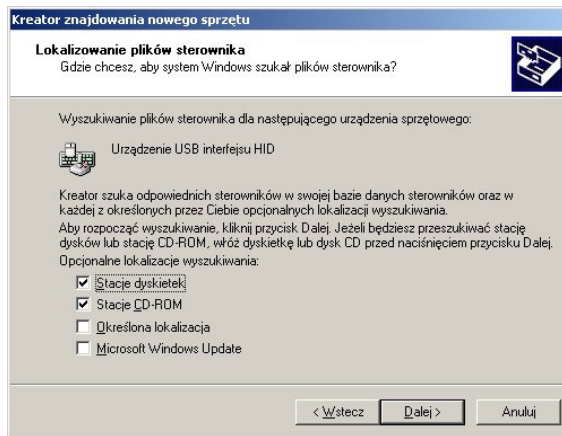 Kreator znajdowania nowego sprzętu
Lokalizowanie plików sterownika
Gdzie chcesz, aby system Windows szukał plików sterownika?
Wyszukiwanie plików sterownika dla następującego urządzenia sprzętowego:
Urządzenie USB interfejsu HID
Kreator szuka odpowiednich sterowników w swojej bazie danych sterowników oraz w
każdej z określonych przez Ciebie opcjonalnych lokalizacji wyszukiwania.
Aby rozpocząć wyszukiwanie, kliknij przycisk Dalej. Jeżeli będziesz przeszukiwać stację
dysków lub stację CD-ROM, włóż dyskietkę lub dysk CD przed naciśnięciem przycisku Dalej.
Opcjonalne lokalizacje wyszukiwania:
Stacje dyskietek
Stacje CD-ROM
Określona lokalizacja
Microsoft Windows Update
< Wstecz
Dalej >
Anuluj